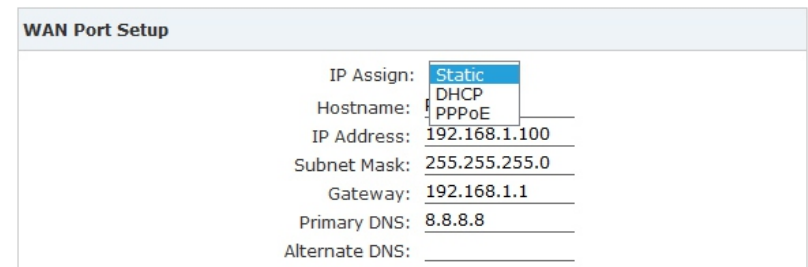 WAN Port Setup
IP Assign: Static
DHCP
PPPoE
Hostname:
IP Address: 192.168.1.100
Subnet Mask: 255.255.255.0
Gateway: 192.168.1.1
Primary DNS: 8.8.8.8
Alternate DNS: